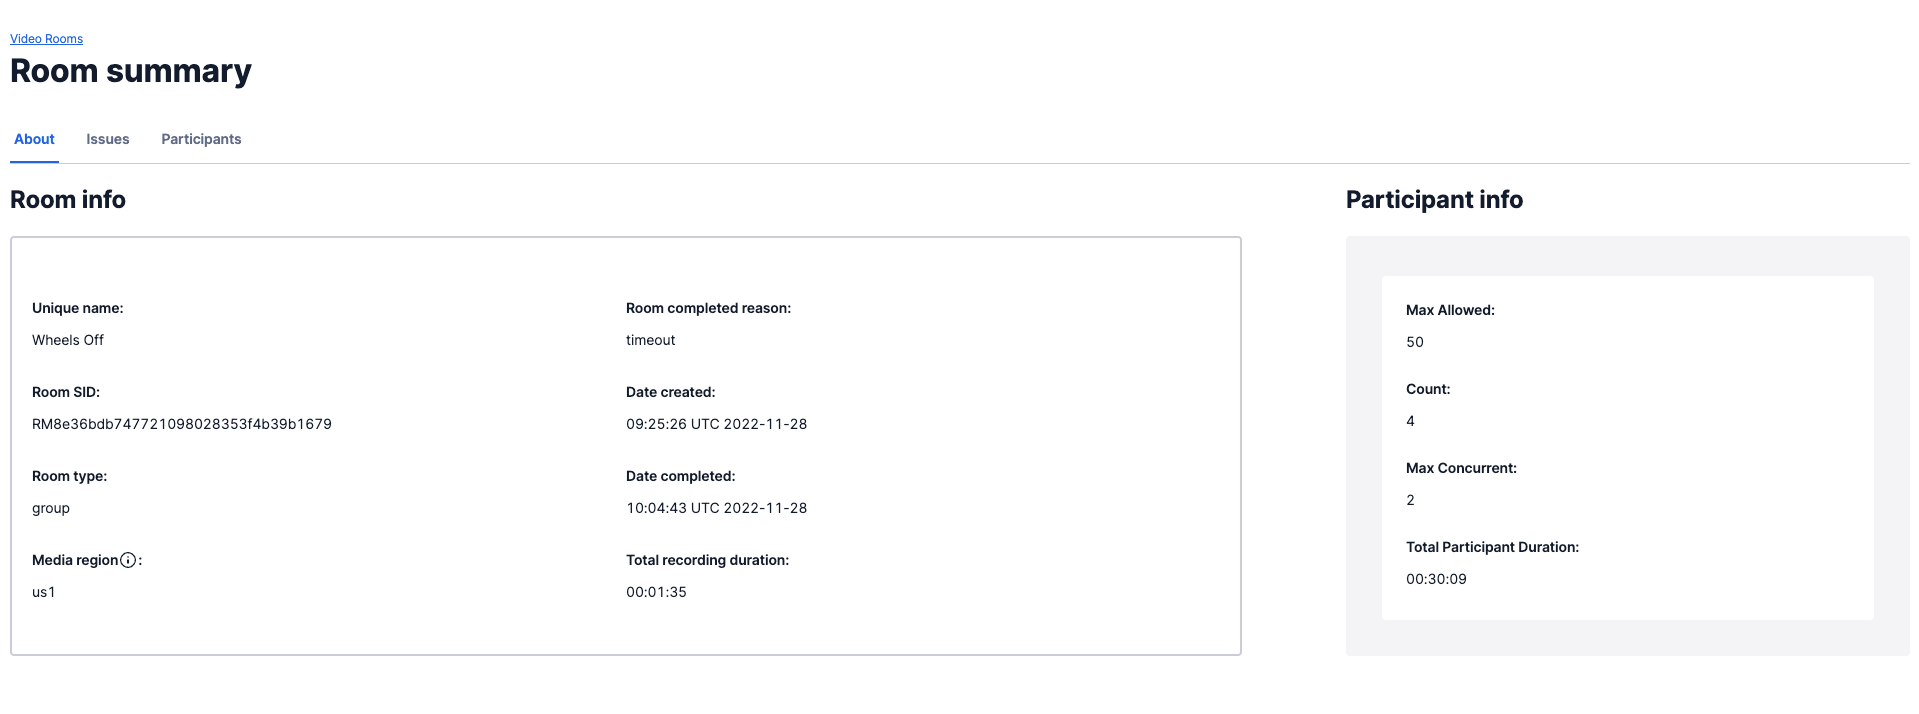 Video Rooms
Room summary
About
Issues
Participants
Room info
Unique name:
Wheels Off
Room SID:
RM8e36bdb747721098028353f4b39b1679
Room type:
group
Media region:
us1
Room completed reason:
timeout
Date created:
09:25:26 UTC 2022-11-28
Date completed:
10:04:43 UTC 2022-11-28
Total recording duration:
00:01:35
Participant info
Max Allowed:
50
Count:
4
Max Concurrent:
2
Total Participant Duration:
00:30:09